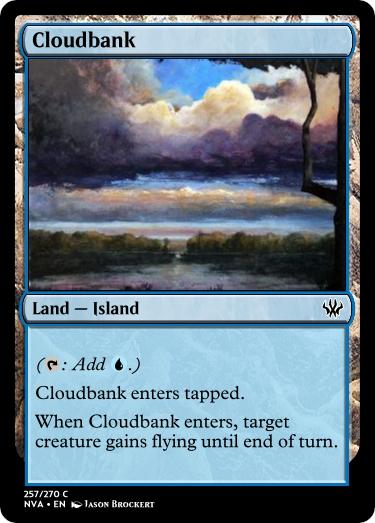 Cloudbank
Land — Island
(: Add .)
Cloudbank enters tapped.
When Cloudbank enters, target
creature gains flying until end of turn.
257/270 C
NVA • EN Jason Brockert